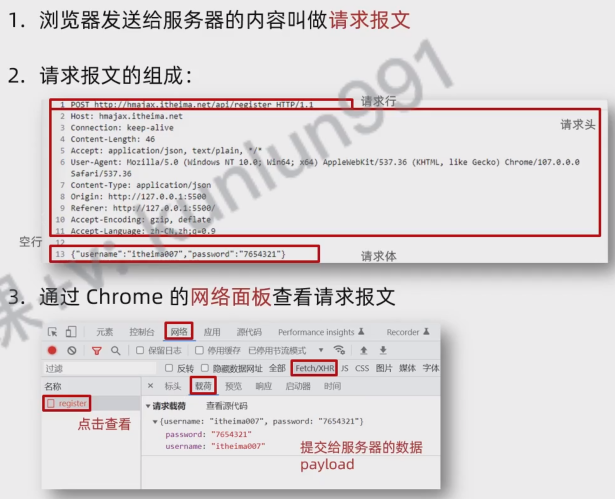 1. 浏览器发送给服务器的内容叫做请求报文
2. 请求报文的组成：
1 POST http://hmajax.itheima.net/api/register HTTP/1.1
请求行
2 Host: hmajax.itheima.net
3 Connection: keep-alive
请求头
4 Content-Length: 46
5 Accept: application/json, text/plain, */*
6 User-Agent: Mozilla/5.0 (Windows NT 10.0; Win64; x64) AppleWebKit/537.36 (KHTML, like Gecko) Chrome/107.0.0.0
Safari/537.36
7 Content-Type: application/json
8 Origin: http://127.0.0.1:5500
9 Referer: http://127.0.0.1:5500/
10 Accept-Encoding: gzip, deflate
11 Accept-Language: zh-CN,zh;q=0.9
空行
12
13 {"username":"itheima007","password":"7654321"}
请求体
3. 通过 Chrome 的网络面板查看请求报文
元素 控制台 网络 应用 源代码 Performance insights Recorder
保留日志 停用缓存 已停用节流模式
过滤 反转 隐藏数据网址 全部 Fetch/XHR JS CSS 图片 媒体 字体
名称 × 标头 载荷 预览 响应 启动器 时间
register
▼请求载荷 查看源代码
▼{username: "itheima007", password: "7654321"}
点击查看
password: "7654321"
username: "itheima007"
提交给服务器的数据
payload
课+v: kuniun991